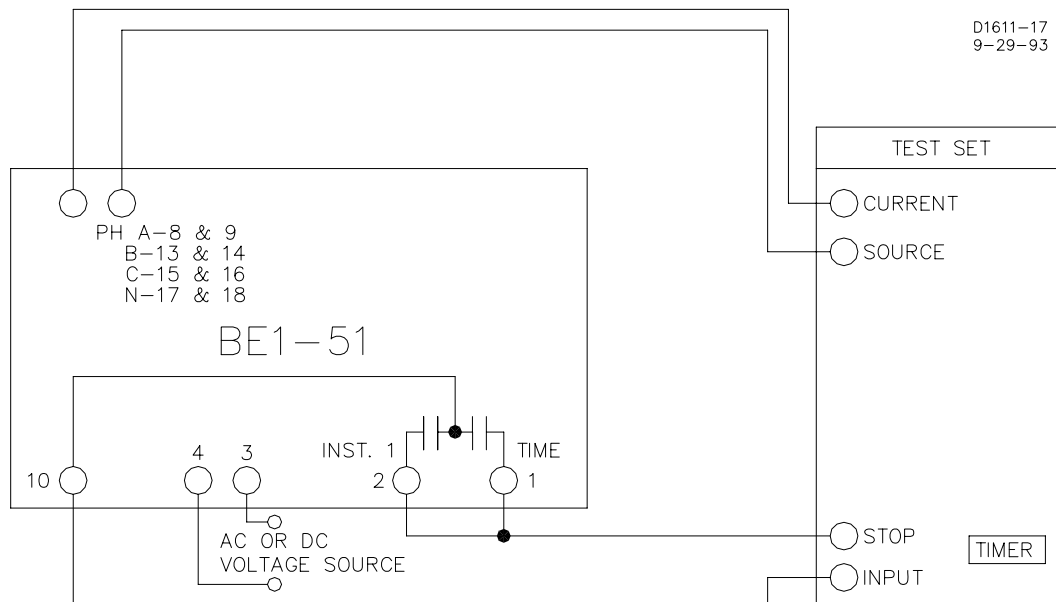 D1611-17
9-29-93
TEST SET
CURRENT
SOURCE
PH A-8 & 9
B-13 & 14
C-15 & 16
N-17 & 18
BE1-51
INST. 1
TIME
10
4
3
2
1
AC OR DC
VOLTAGE SOURCE
STOP
TIMER
INPUT